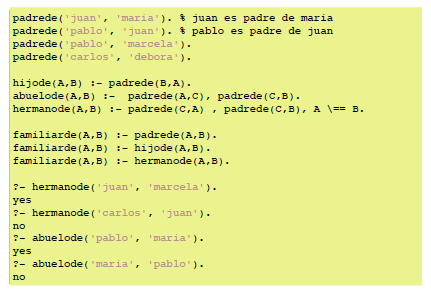 padrede('juan', 'maria'). % juan es padre de maria
padrede('pablo', 'juan'). % pablo es padre de juan
padrede('pablo', 'marcela').
padrede('carlos', 'debora').
hijode(A,B) :- padrede(B,A).
abuelode(A,B) :-  padrede(A,C), padrede(C,B).
hermanode(A,B) :- padrede(C,A) , padrede(C,B), A \== B.
familiarde(A,B) :- padrede(A,B).
familiarde(A,B) :- hijode(A,B).
familiarde(A,B) :- hermanode(A,B).
?- hermanode('juan', 'marcela').
yes
?- hermanode('carlos', 'juan').
no
?- abuelode('pablo', 'maria').
yes
?- abuelode('maria', 'pablo').
no